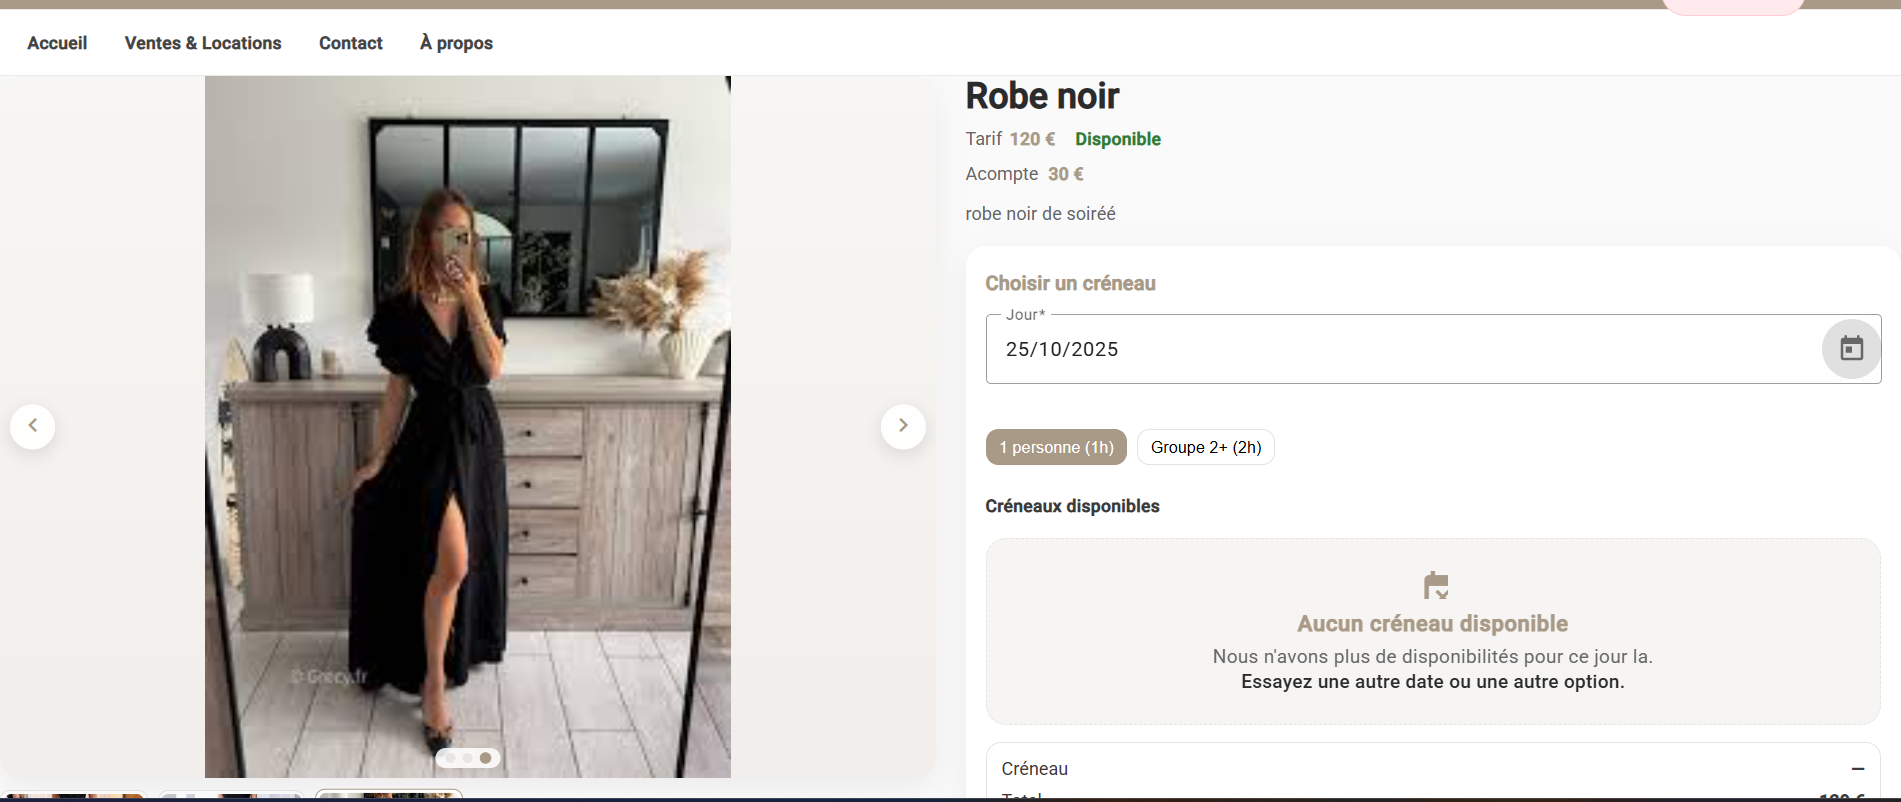 Accueil
Ventes & Locations
Contact
À propos
Robe noir
Tarif 120 € Disponible
Acompte 30 €
robe noir de soiréé
Choisir un créneau
Jour*
25/10/2025
1 personne (1h)
Groupe 2+ (2h)
Créneaux disponibles
Aucun créneau disponible
Nous n'avons plus de disponibilités pour ce jour la.
Essayez une autre date ou une autre option.
Créneau –
Total 120 €
© Grecy.fr